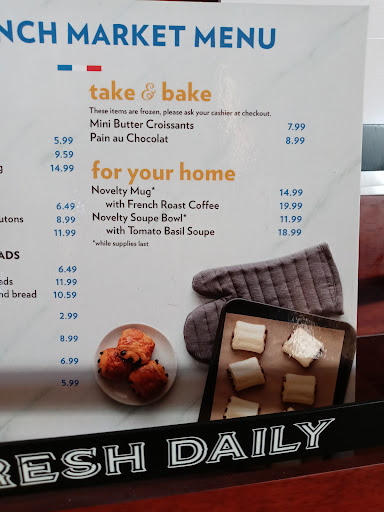 NCH MARKET MENU
take & bake
These items are frozen, please ask your cashier at checkout.
Mini Butter Croissants 7.99
Pain au Chocolat 8.99
for your home
Novelty Mug* 14.99
with French Roast Coffee 19.99
Novelty Soupe Bowl* 11.99
with Tomato Basil Soupe 18.99
*while supplies last
5.99
9.59
g 14.99
6.49
utons 8.99
11.99
ADS
6.49
ads 11.99
nd bread 10.59
2.99
8.99
6.99
5.99
RESH DAILY